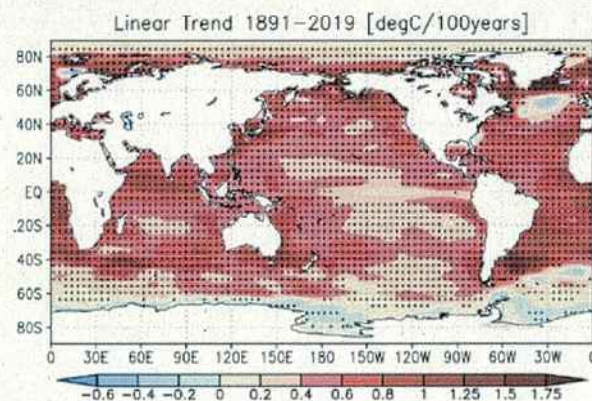 Linear Trend 1891-2019 [degC/100years]
80N
60N
40N
20N
EQ
20S
40S
60S
80S
0 30E 60E 90E 120E 150E 180 150W 120W 90W 60W 30W 0
-0.6 -0.4 -0.2 0 0.2 0.4 0.6 0.8 1 1.25 1.5 1.75